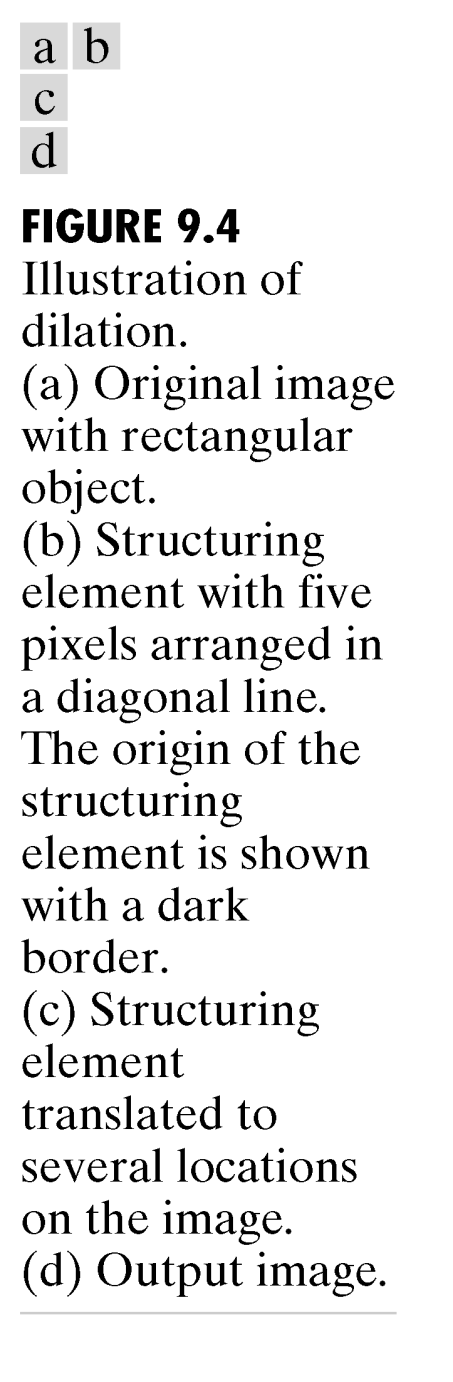 a b
c
d
FIGURE 9.4
Illustration of
dilation.
(a) Original image
with rectangular
object.
(b) Structuring
element with five
pixels arranged in
a diagonal line.
The origin of the
structuring
element is shown
with a dark
border.
(c) Structuring
element
translated to
several locations
on the image.
(d) Output image.